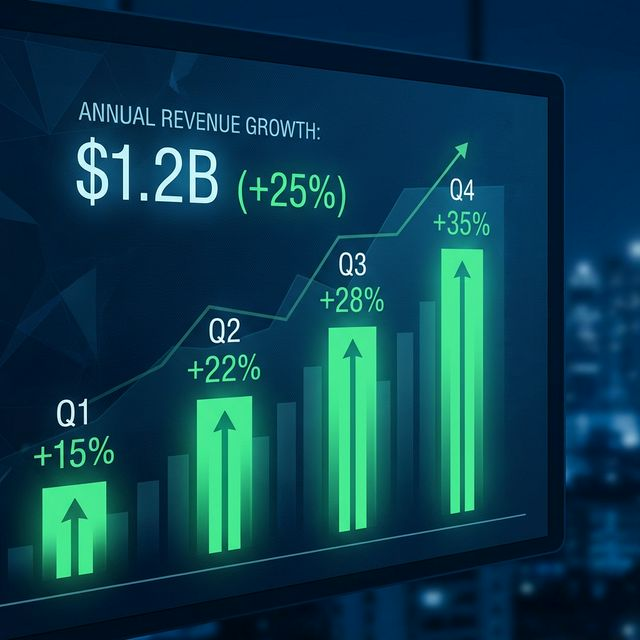 ANNUAL REVENUE GROWTH:
$1.2B (+25%)
Q1
+15%
Q2
+22%
Q3
+28%
Q4
+35%